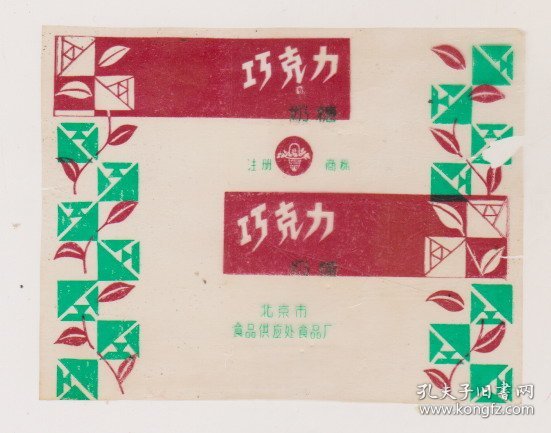 巧克力
奶糖
注册 商标
巧克力
奶糖
北京市
食品供应处食品厂
孔夫子旧书网
www.kongfz.com